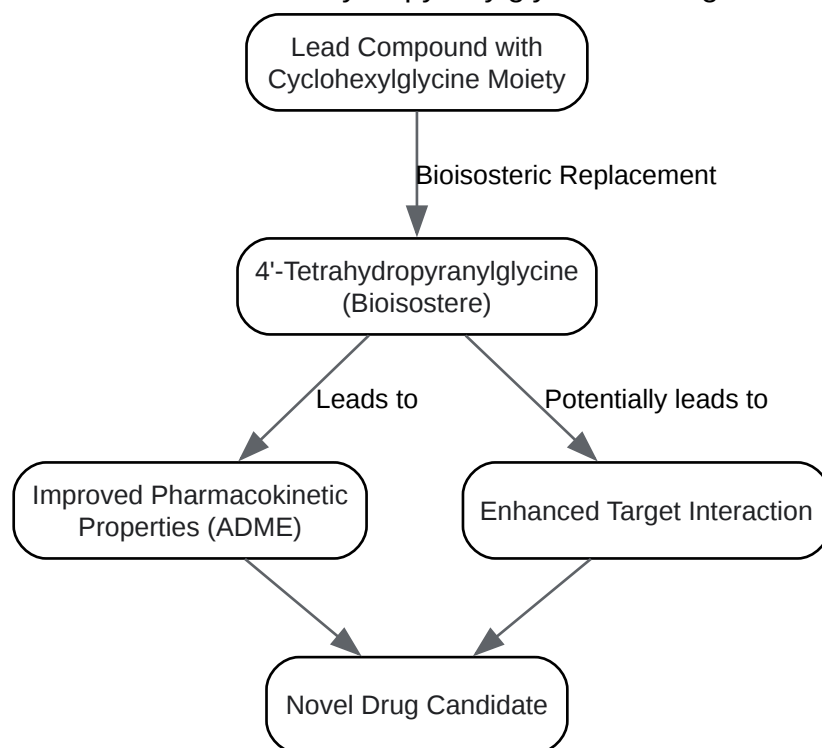 Lead Compound with
Cyclohexylglycine Moiety
Bioisosteric Replacement
4'-Tetrahydropyranylglycine
(Bioisostere)
Leads to
Potentially leads to
Improved Pharmacokinetic
Properties (ADME)
Enhanced Target Interaction
Novel Drug Candidate